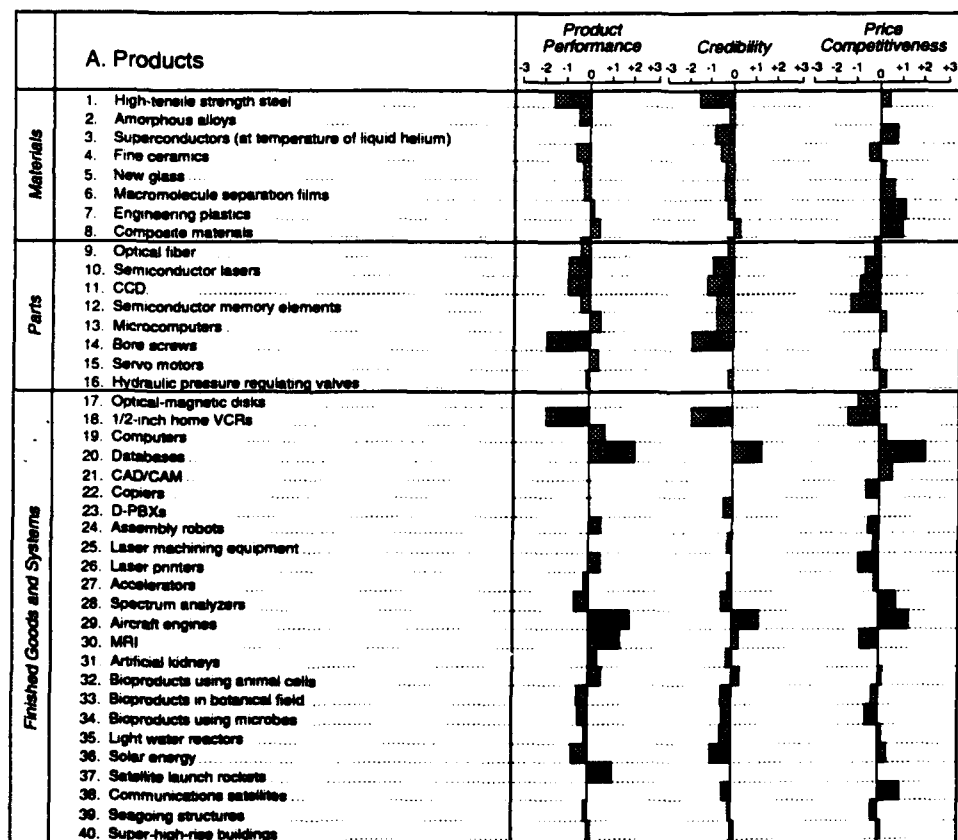 A. Products
Product Performance
Credibility
Price Competitiveness
-3 -2 -1 0 +1 +2 +3 -3 -2 -1 0 +1 +2 +3 -3 -2 -1 0 +1 +2 +3
Materials
1. High-tensile strength steel
2. Amorphous alloys
3. Superconductors (at temperature of liquid helium)
4. Fine ceramics
5. New glass
6. Macromolecule separation films
7. Engineering plastics
8. Composite materials
Parts
9. Optical fiber
10. Semiconductor lasers
11. CCD
12. Semiconductor memory elements
13. Microcomputers
14. Bore screws
15. Servo motors
16. Hydraulic pressure regulating valves
Finished Goods and Systems
17. Optical-magnetic disks
18. 1/2-inch home VCRs
19. Computers
20. Databases
21. CAD/CAM
22. Copiers
23. D-PBXs
24. Assembly robots
25. Laser machining equipment
26. Laser printers
27. Accelerators
28. Spectrum analyzers
29. Aircraft engines
30. MRI
31. Artificial kidneys
32. Bioproducts using animal cells
33. Bioproducts in botanical field
34. Bioproducts using microbes
35. Light water reactors
36. Solar energy
37. Satellite launch rockets
38. Communications satellites
39. Seagoing structures
40. Super-high-rise buildings